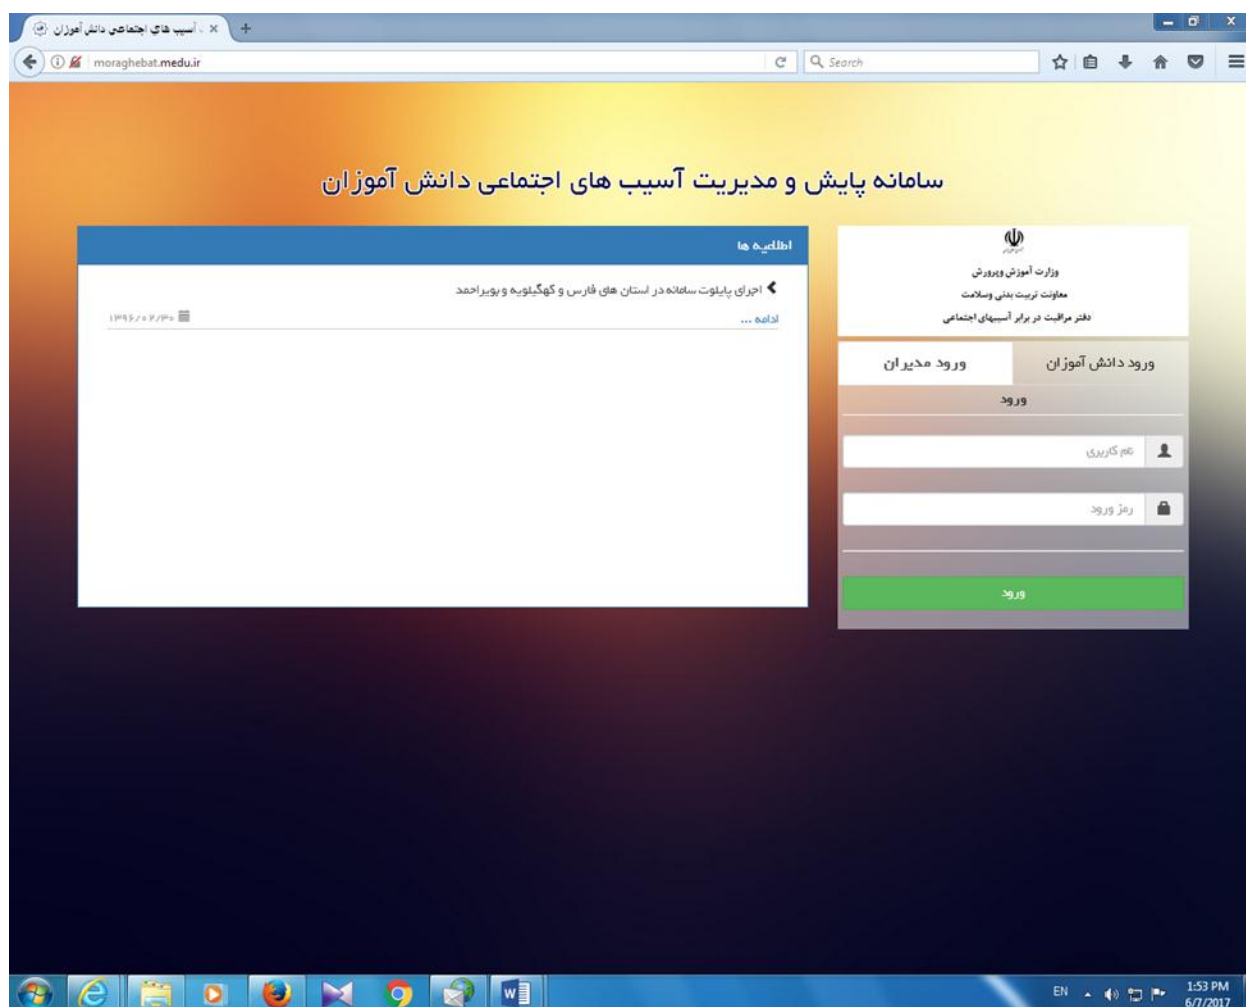 آسیب های اجتماعی دانش آموزان
moraghebat.medu.ir
Search
سامانه پایش و مدیریت آسیب های اجتماعی دانش آموزان
وزارت آموزش وپرورش
معاونت تربیت بدنی وسلامت
دفتر مراقبت در برابر آسیبهای اجتماعی
ورود دانش آموزان
ورود مدیران
ورود
نام کاربری
رمز ورود
ورود
اطلاعیه ها
اجرای پایلوت سامانه در استان های فارس و کهگیلویه و بویراحمد
ادامه ...
۱۳۹۶/۰۲/۳۰
EN
1:53 PM
6/7/2017